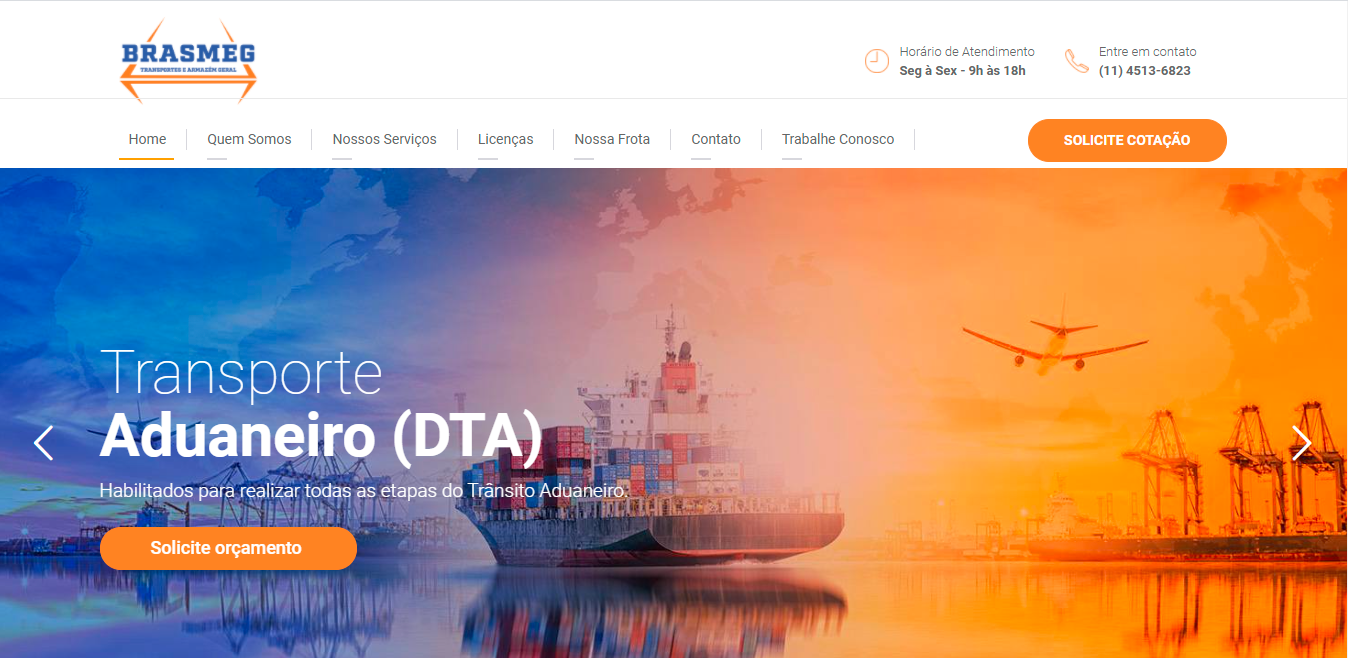 BRASMEG
TRANSPORTES E ARMAZÉM GERAL
Horário de Atendimento
Seg à Sex - 9h às 18h
Entre em contato
(11) 4513-6823
Home
Quem Somos
Nossos Serviços
Licenças
Nossa Frota
Contato
Trabalhe Conosco
SOLICITE COTAÇÃO
Transporte
Aduaneiro (DTA)
Habilitados para realizar todas as etapas do Trânsito Aduaneiro.
Solicite orçamento